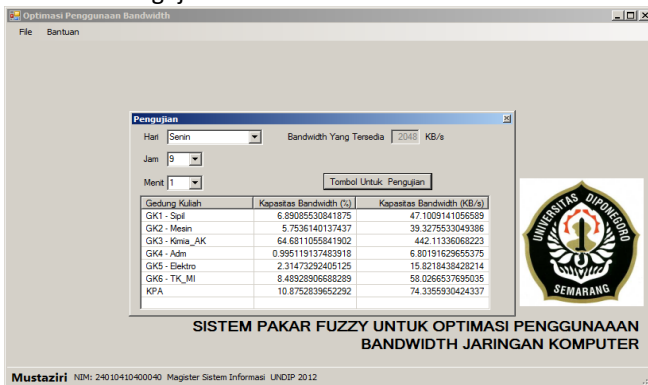 Optimasi Penggunaan Bandwidth
File Bantuan
Pengujian
Hari Senin Bandwidth Yang Tersedia 2048 KB/s
Jam 9
Menit 1 Tombol Untuk Pengujian
Gedung Kuliah Kapasitas Bandwidth (%) Kapasitas Bandwidth (KB/s)
GK1 - Sipil 6.89085530841875 47.1009141056589
GK2 - Mesin 5.7536140137437 39.3275533049386
GK3 - Kimia_AK 64.6811055841902 442.11336068223
GK4 - Adm 0.995119137483918 6.80191629655375
GK5 - Elektro 2.31473292405125 15.8218438428214
GK6 - TK_MI 8.48928906688289 58.0266537695035
KPA 10.8752839652292 74.3355930424337
UNIVERSITAS DIPONEGORO
SEMARANG
SISTEM PAKAR FUZZY UNTUK OPTIMASI PENGGUNAAAN
BANDWIDTH JARINGAN KOMPUTER
Mustaziri NIM: 24010410400040 Magister Sistem Informasi UNDIP 2012